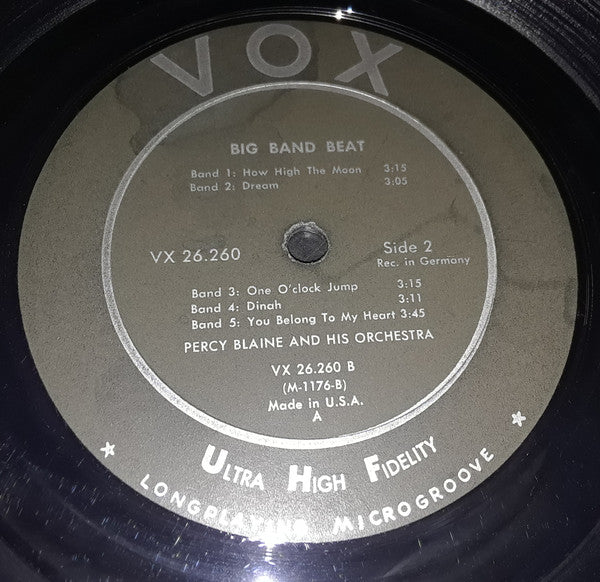 VOX
BIG BAND BEAT
Band 1: How High The Moon 3:15
Band 2: Dream 3:05
VX 26.260
Side 2
Rec. in Germany
Band 3: One O'clock Jump 3:15
Band 4: Dinah 3:11
Band 5: You Belong To My Heart 3:45
PERCY BLAINE AND HIS ORCHESTRA
VX 26.260 B
(M-1176-B)
Made in U.S.A.
A
ULTRA HIGH FIDELITY
★ LONGPLAYING MICROGROOVE ★